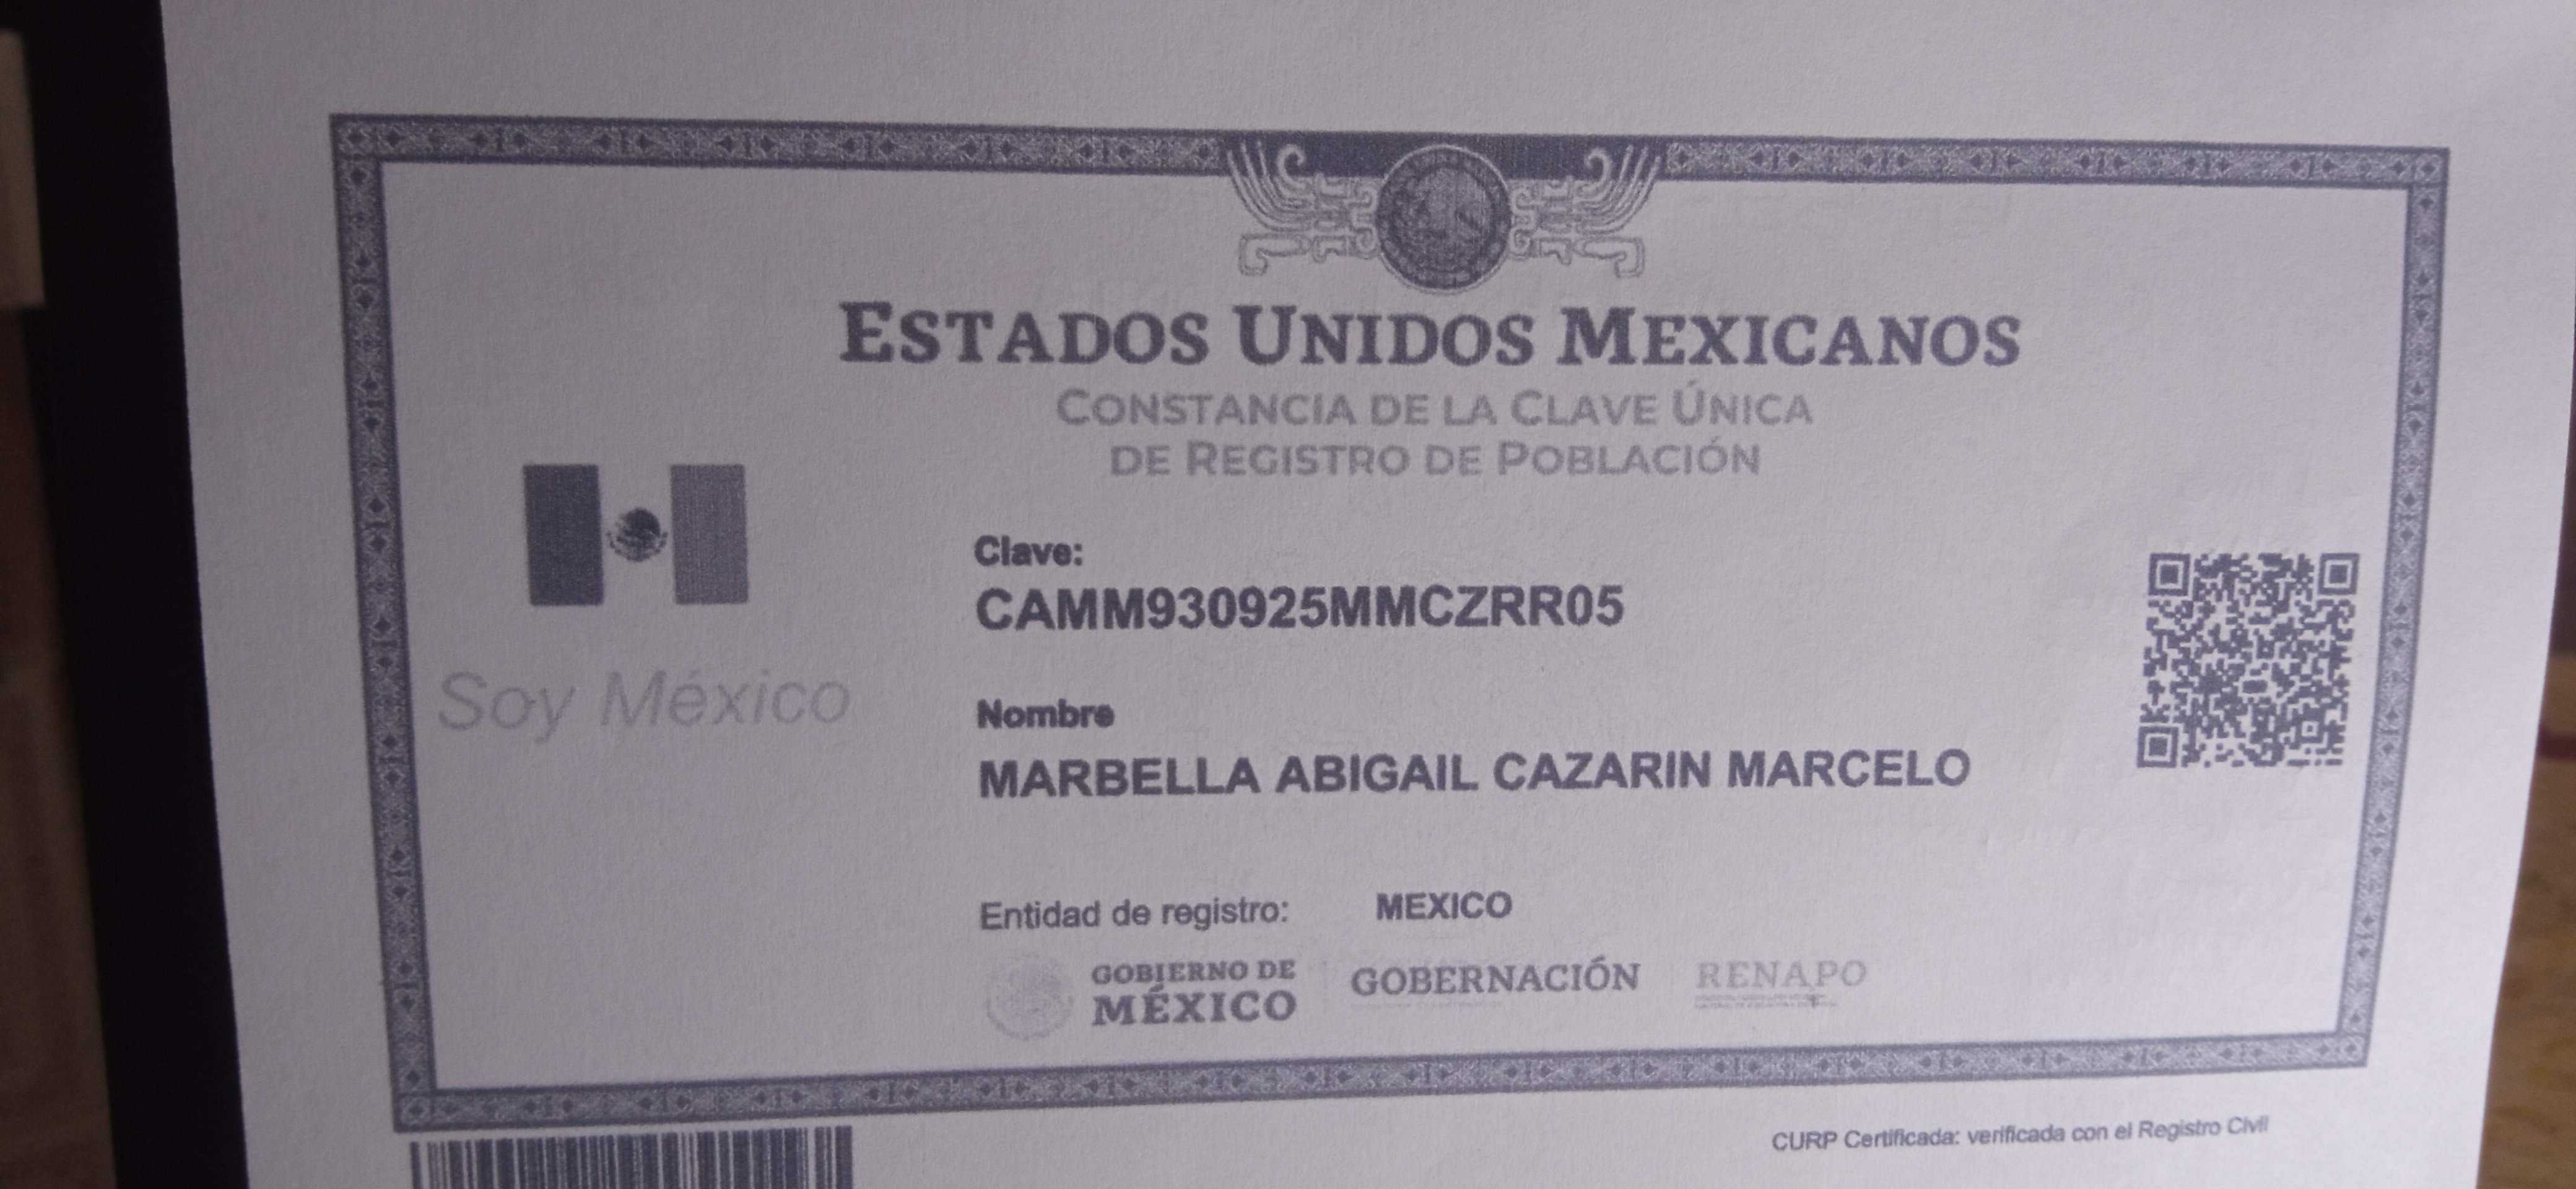 ESTADOS UNIDOS MEXICANOS
CONSTANCIA DE LA CLAVE ÚNICA
DE REGISTRO DE POBLACIÓN
Soy México
Clave:
CAMM930925MMCZRR05
Nombre
MARBELLA ABIGAIL CAZARIN MARCELO
Entidad de registro: MEXICO
GOBIERNO DE
MÉXICO
GOBERNACIÓN
RENAPO
CURP Certificada: verificada con el Registro Civil